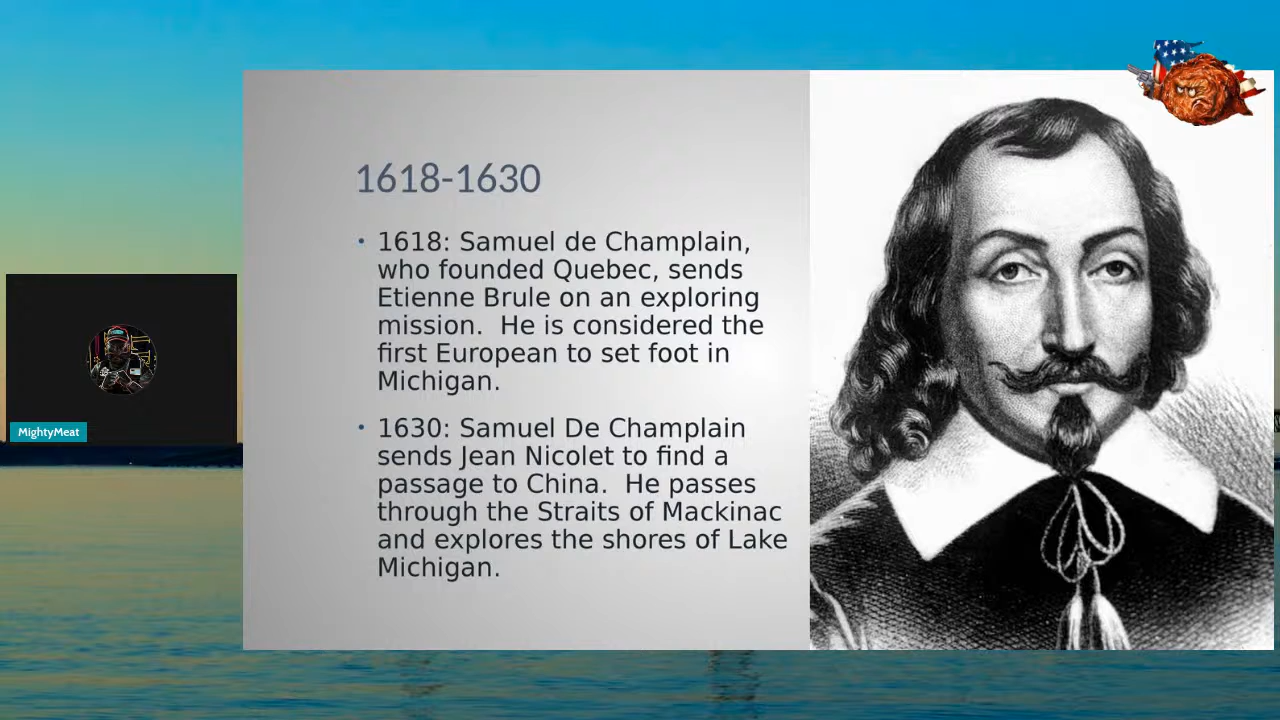 1618-1630
• 1618: Samuel de Champlain,
who founded Quebec, sends
Etienne Brule on an exploring
mission.  He is considered the
first European to set foot in
Michigan.
• 1630: Samuel De Champlain
sends Jean Nicolet to find a
passage to China.  He passes
through the Straits of Mackinac
and explores the shores of Lake
Michigan.
MightyMeat